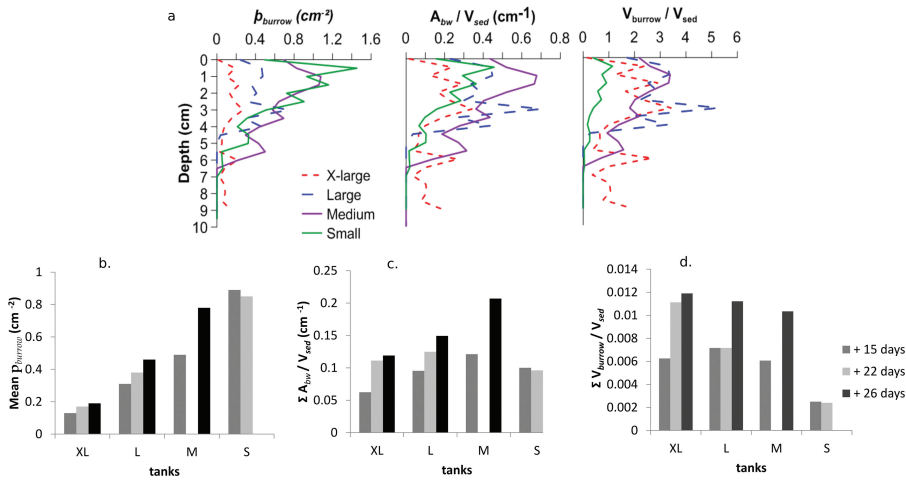 a
p_burrow (cm⁻²)
0 0.4 0.8 1.2 1.6
A_bw / V_sed (cm⁻¹)
0 0.2 0.4 0.6
V_burrow / V_sed
0 1 2 3 4 5 6
Depth (cm)
0
1
2
3
4
5
6
7
8
9
10
X-large
Large
Medium
Small
b.
Mean p_burrow (cm⁻²)
1
0.8
0.6
0.4
0.2
0
XL L M S
tanks
c.
Σ A_bw / V_sed (cm⁻¹)
0.25
0.2
0.15
0.1
0.05
0
XL L M S
tanks
d.
Σ V_burrow / V_sed
0.014
0.012
0.01
0.008
0.006
0.004
0.002
0
XL L M S
tanks
+ 15 days
+ 22 days
+ 26 days